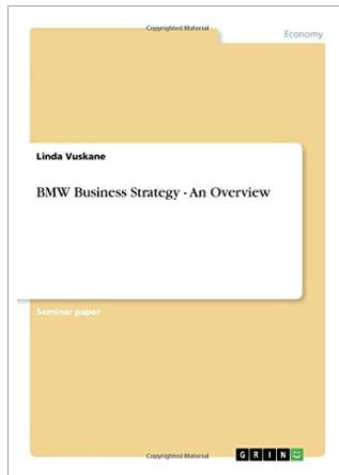 Copyrighted Material
Economy
Linda Vuskane
BMW Business Strategy - An Overview
Seminar paper
Copyrighted Material
GRIN